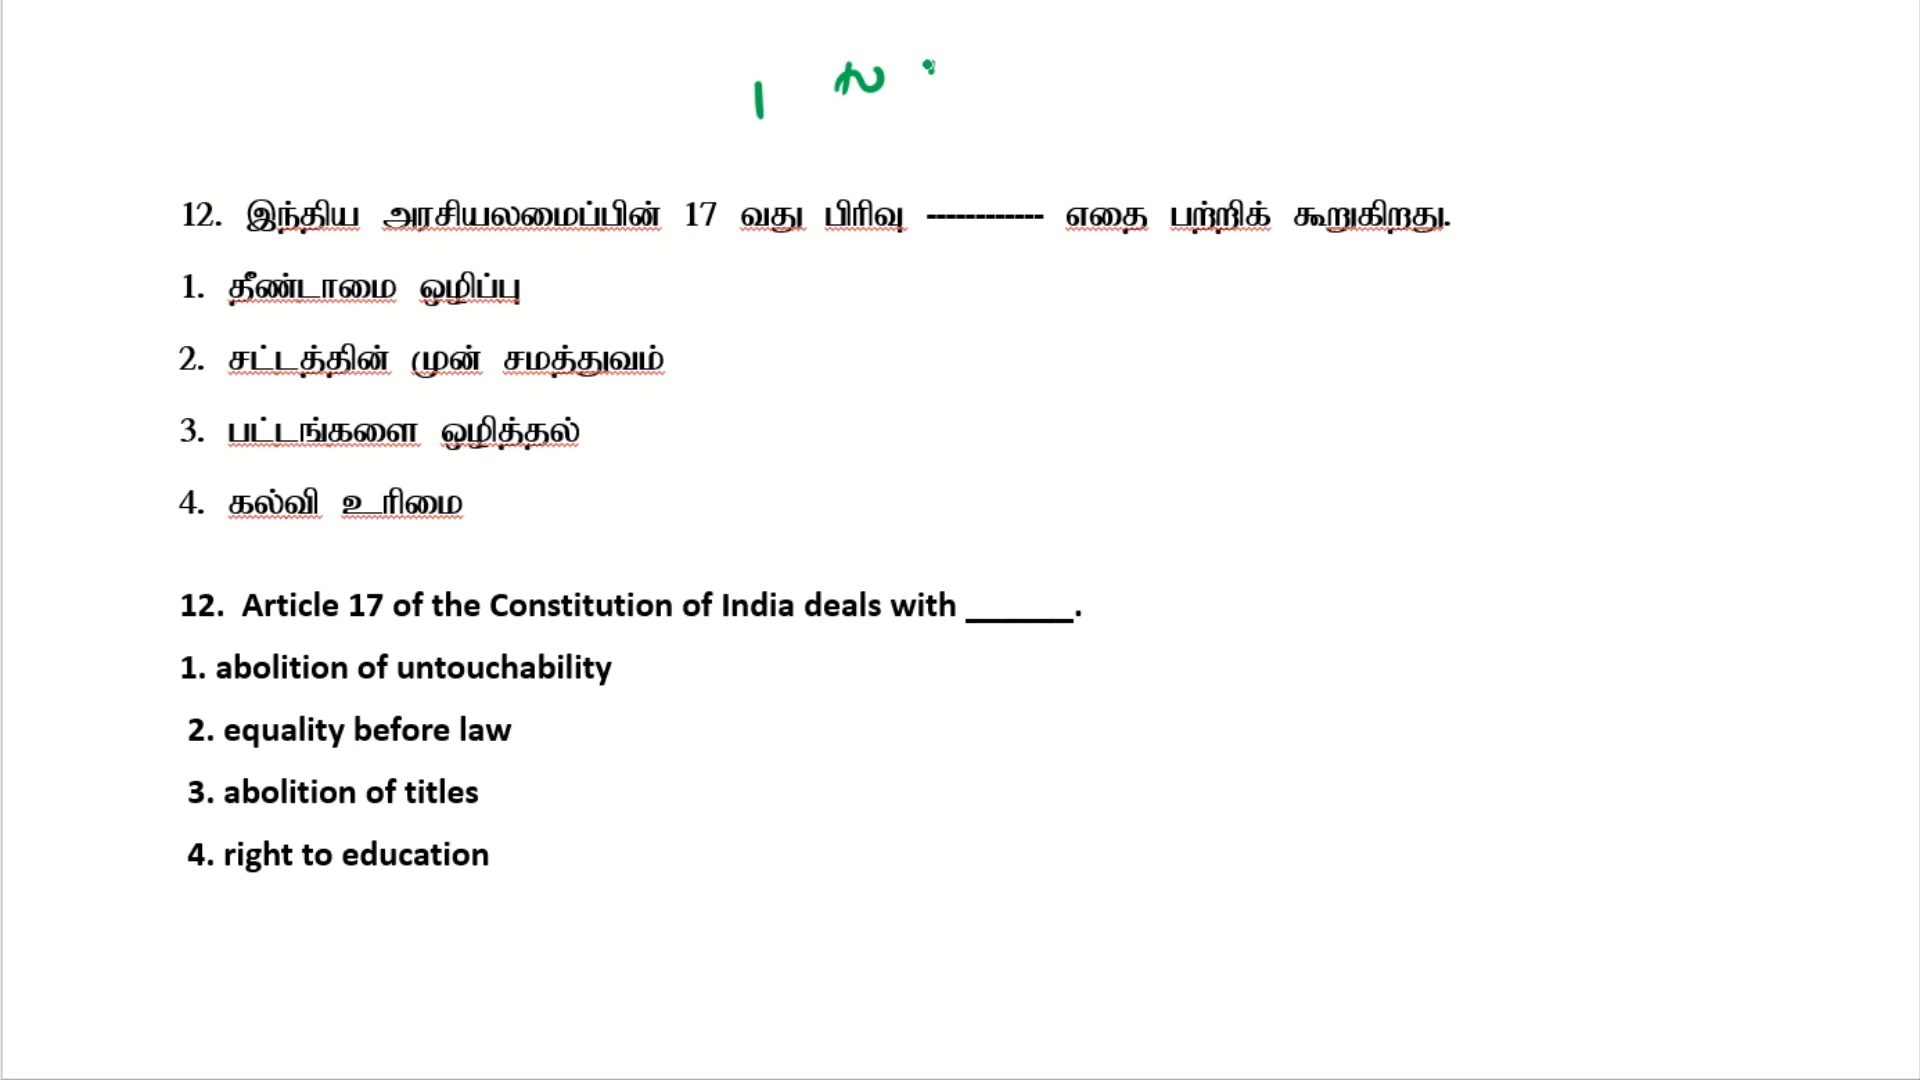 12. இந்திய அரசியலமைப்பின் 17 வது பிரிவு ------------ எதை பற்றிக் கூறுகிறது.
1. தீண்டாமை ஒழிப்பு
2. சட்டத்தின் முன் சமத்துவம்
3. பட்டங்களை ஒழித்தல்
4. கல்வி உரிமை
12. Article 17 of the Constitution of India deals with ______.
1. abolition of untouchability
2. equality before law
3. abolition of titles
4. right to education